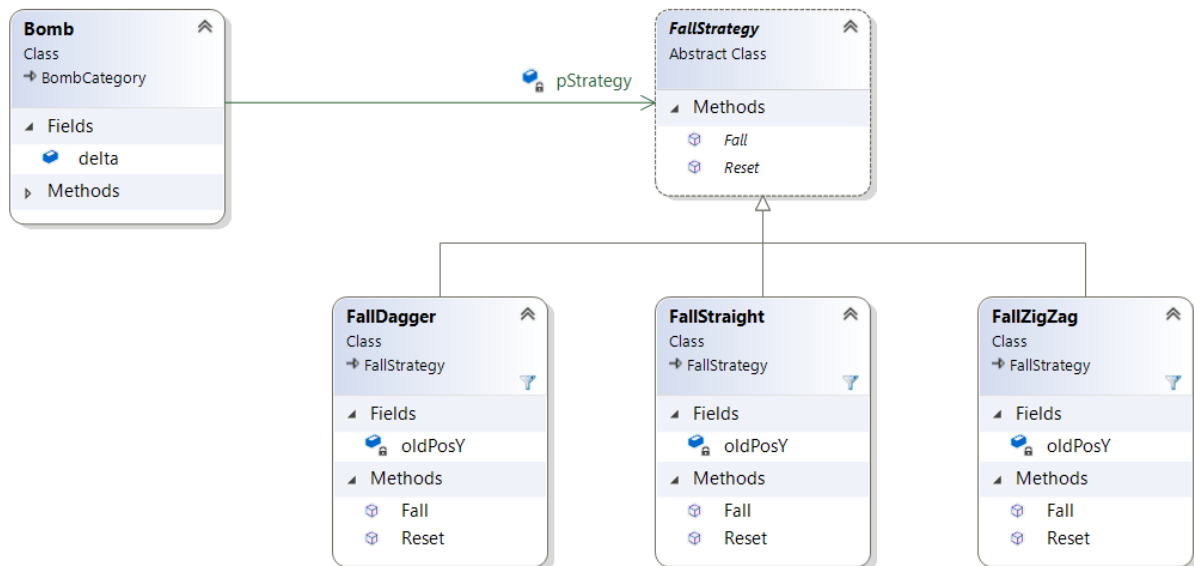 Bomb
Class
BombCategory
Fields
delta
Methods
pStrategy
FallStrategy
Abstract Class
Methods
Fall
Reset
FallDagger
Class
FallStrategy
Fields
oldPosY
Methods
Fall
Reset
FallStraight
Class
FallStrategy
Fields
oldPosY
Methods
Fall
Reset
FallZigZag
Class
FallStrategy
Fields
oldPosY
Methods
Fall
Reset